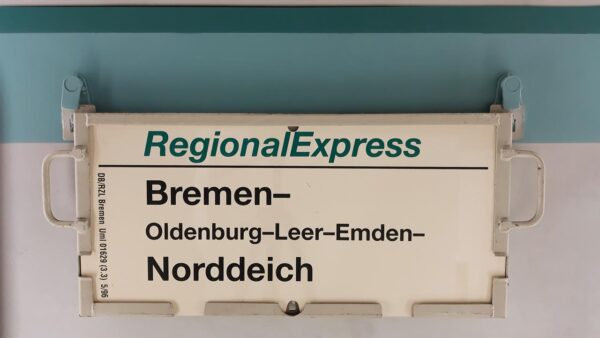 RegionalExpress
Bremen–
Oldenburg–Leer–Emden–
Norddeich
DB/RZL Bremen Uml 01629 (3.3) 5/96